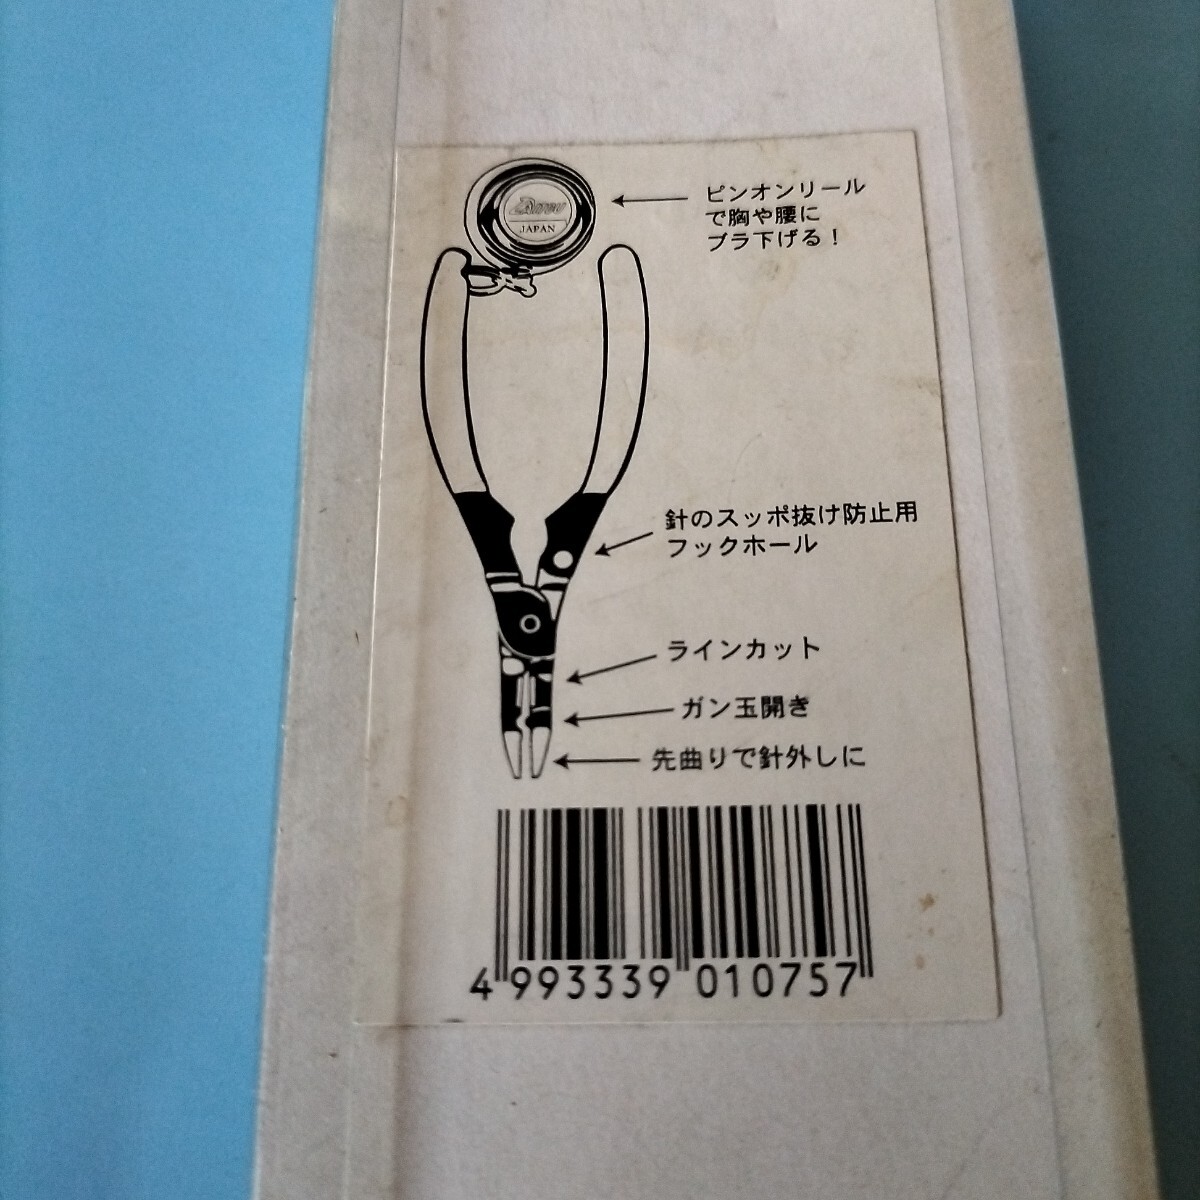 JAPAN
ピンオンリール
で胸や腰に
ブラ下げる！
針のスッポ抜け防止用
フックホール
ラインカット
ガン玉開き
先曲りで針外しに
4 993339 010757